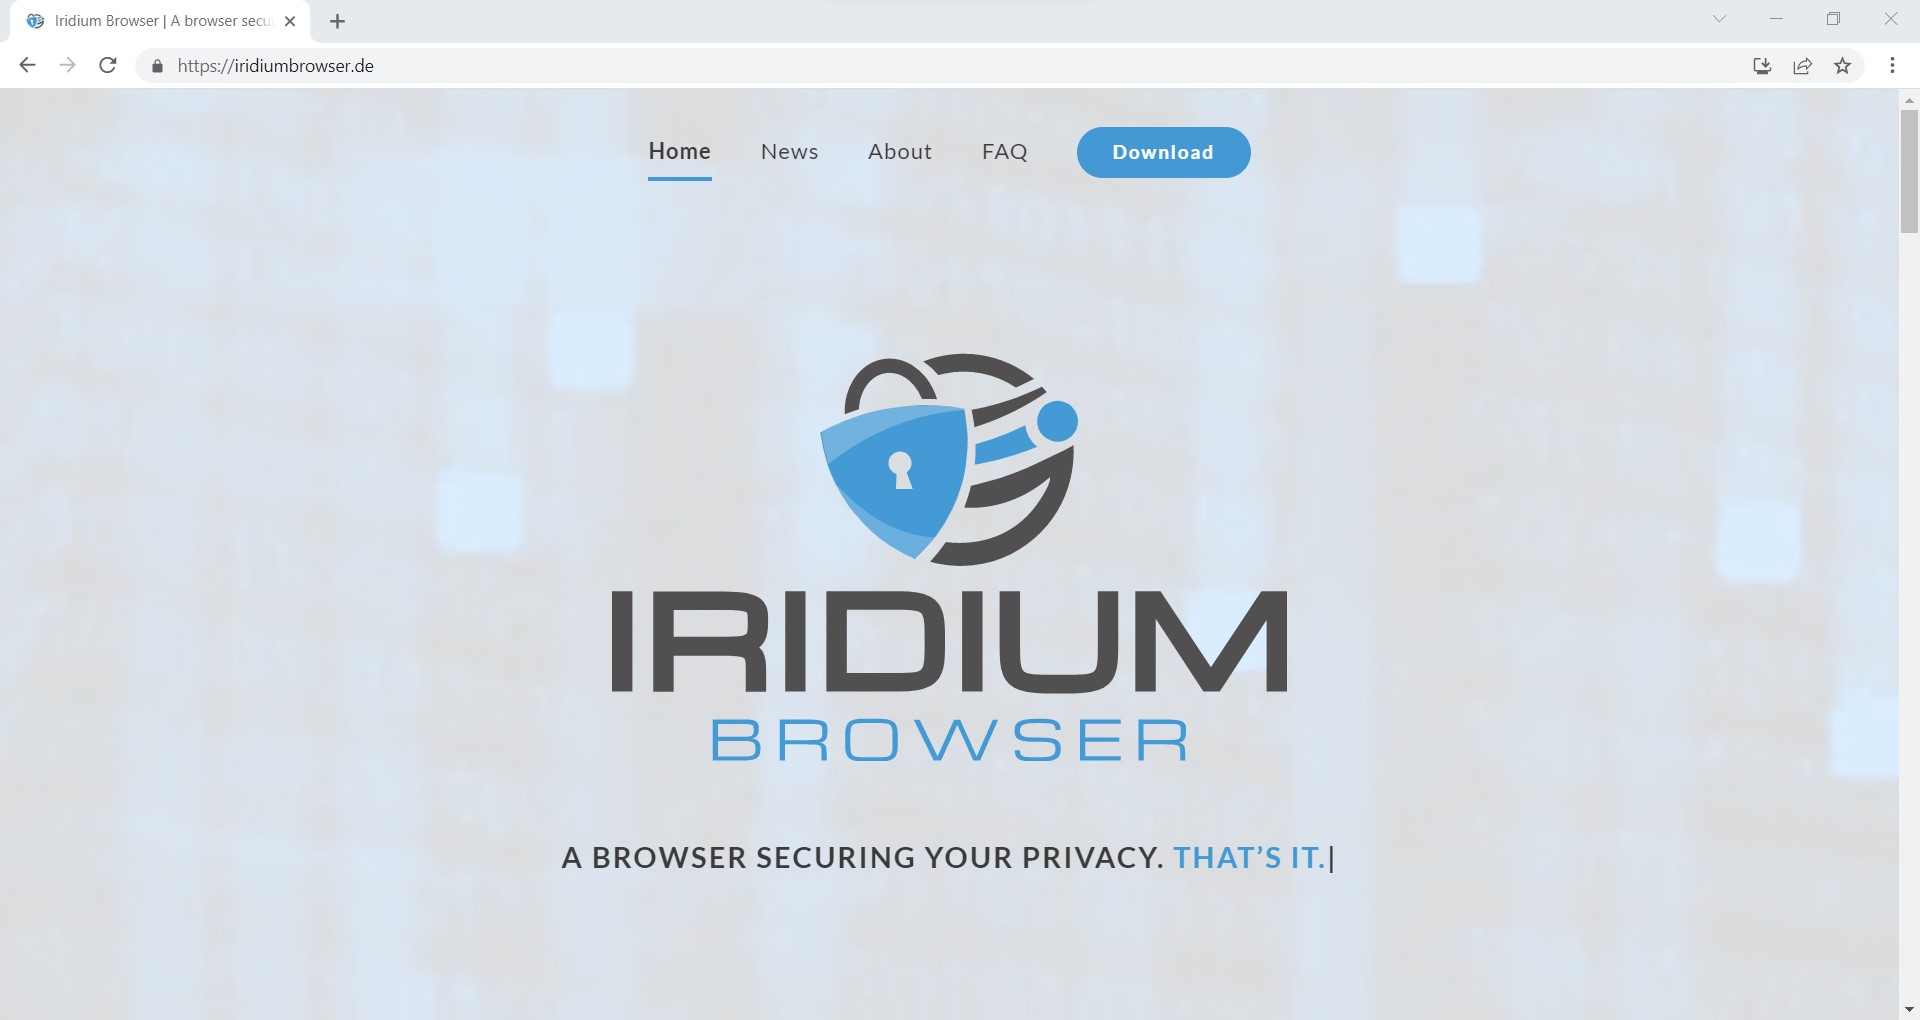 Iridium Browser | A browser secu
https://iridiumbrowser.de
Home
News
About
FAQ
Download
IRIDIUM
BROWSER
A BROWSER SECURING YOUR PRIVACY. THAT’S IT.|